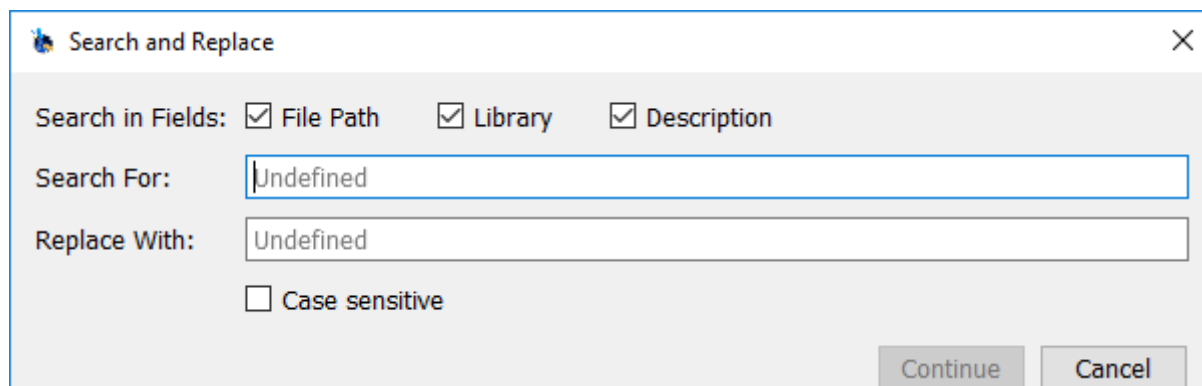 Search and Replace
Search in Fields: File Path Library Description
Search For: Undefined
Replace With: Undefined
Case sensitive
Continue Cancel